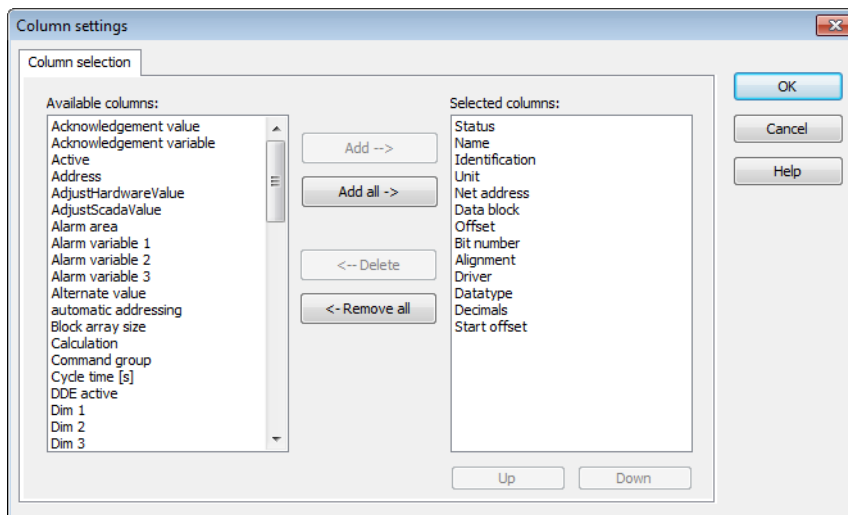 Column settings
Column selection
Available columns:
Acknowledgement value
Acknowledgement variable
Active
Address
AdjustHardwareValue
AdjustScadaValue
Alarm area
Alarm variable 1
Alarm variable 2
Alarm variable 3
Alternate value
automatic addressing
Block array size
Calculation
Command group
Cycle time [s]
DDE active
Dim 1
Dim 2
Dim 3
Add -->
Add all ->
<-- Delete
<- Remove all
Selected columns:
Status
Name
Identification
Unit
Net address
Data block
Offset
Bit number
Alignment
Driver
Datatype
Decimals
Start offset
Up
Down
OK
Cancel
Help